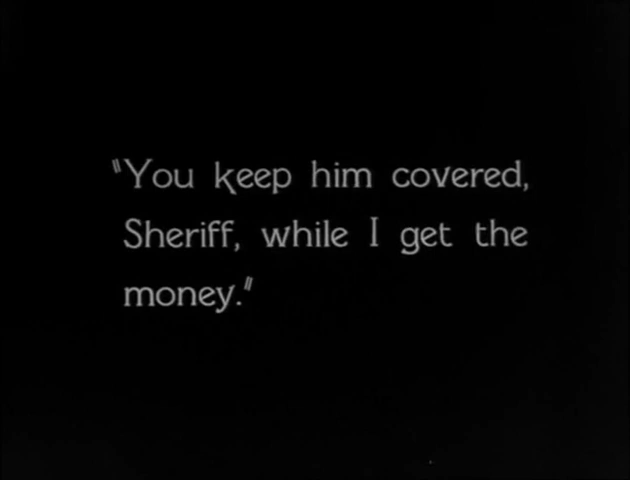 "You keep him covered,
Sheriff, while I get the
money."